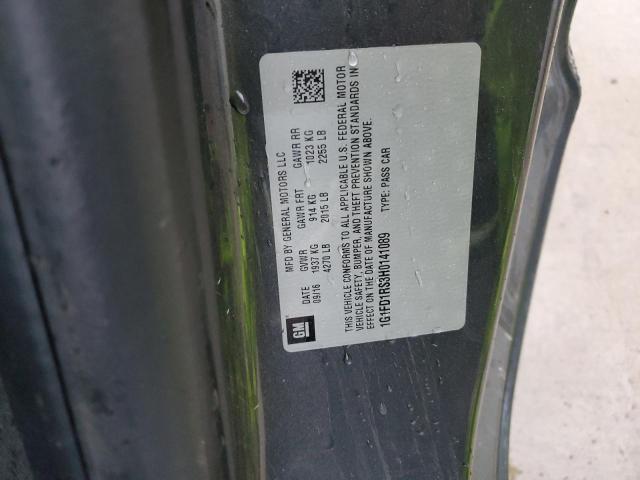 GM
MFD BY GENERAL MOTORS LLC
DATE GVWR GAWR FRT GAWR RR
09/16 1937 KG 914 KG 1023 KG
4270 LB 2015 LB 2255 LB
THIS VEHICLE CONFORMS TO ALL APPLICABLE U.S. FEDERAL MOTOR
VEHICLE SAFETY, BUMPER, AND THEFT PREVENTION STANDARDS IN
EFFECT ON THE DATE OF MANUFACTURE SHOWN ABOVE.
1G1FD1RS3H0141089 TYPE: PASS CAR